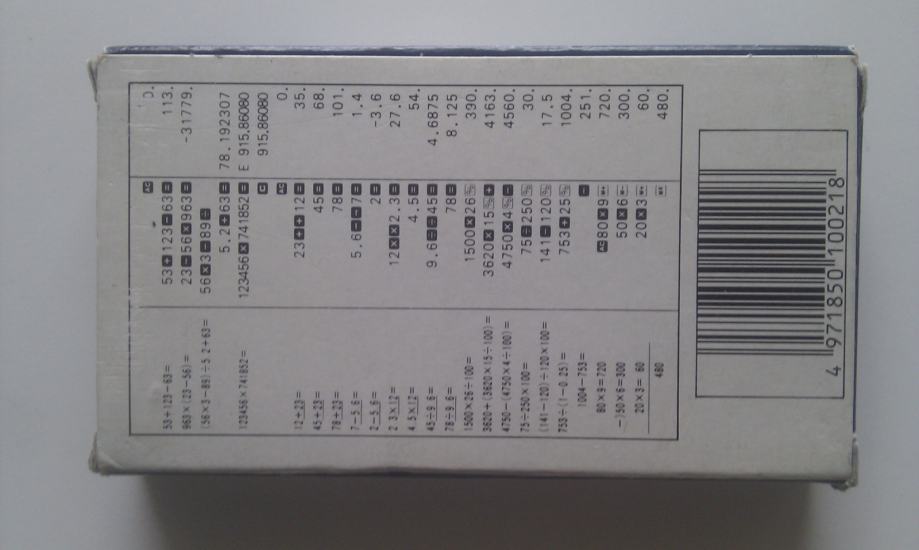 AC 0.
53+123−63= 53+123−63= 113.
963×(23−56)= 23−56×963= -31779.
(56×3−89)÷5.2+63= 56×3−89÷
5.2+63= 78.192307
123456×741852= 123456×741852= E 915.86080
C 915.86080
AC 0.
12+23= 23++12= 35.
45+23= 45= 68.
78+23= 78= 101.
7−5.6= 5.6−−7= 1.4
2−5.6= 2= -3.6
2.3×12= 12××2.3= 27.6
4.5×12= 4.5= 54.
45÷9.6= 9.6÷÷45= 4.6875
78÷9.6= 78= 8.125
1500×26÷100= 1500×26% 390.
3620+(3620×15÷100)= 3620×15%+ 4163.
4750−(4750×4÷100)= 4750×4%− 4560.
75÷250×100= 75÷250% 30.
(141−120)÷120×100= 141−120% 17.5
753÷(1−0.25)= 753+25% 1004.
1004−753= − 251.
80×9=720 AC80×9M+ 720.
−)50×6=300 50×6M− 300.
20×3= 60 20×3M+ 60.
480 MR 480.
4 971850 100218